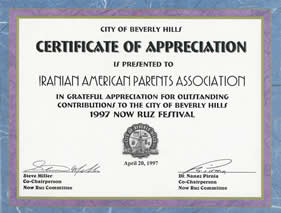 CITY OF BEVERLY HILLS
CERTIFICATE OF APPRECIATION
IS PRESENTED TO
IRANIAN AMERICAN PARENTS ASSOCIATION
IN GRATEFUL APPRECIATION FOR OUTSTANDING
CONTRIBUTIONS TO THE CITY OF BEVERLY HILLS
1997 NOW RUZ FESTIVAL
April 20, 1997
Steve Miller
Co-Chairperson
Now Ruz Committee
Dr. Nanaz Pirnia
Co-Chairperson
Now Ruz Committee